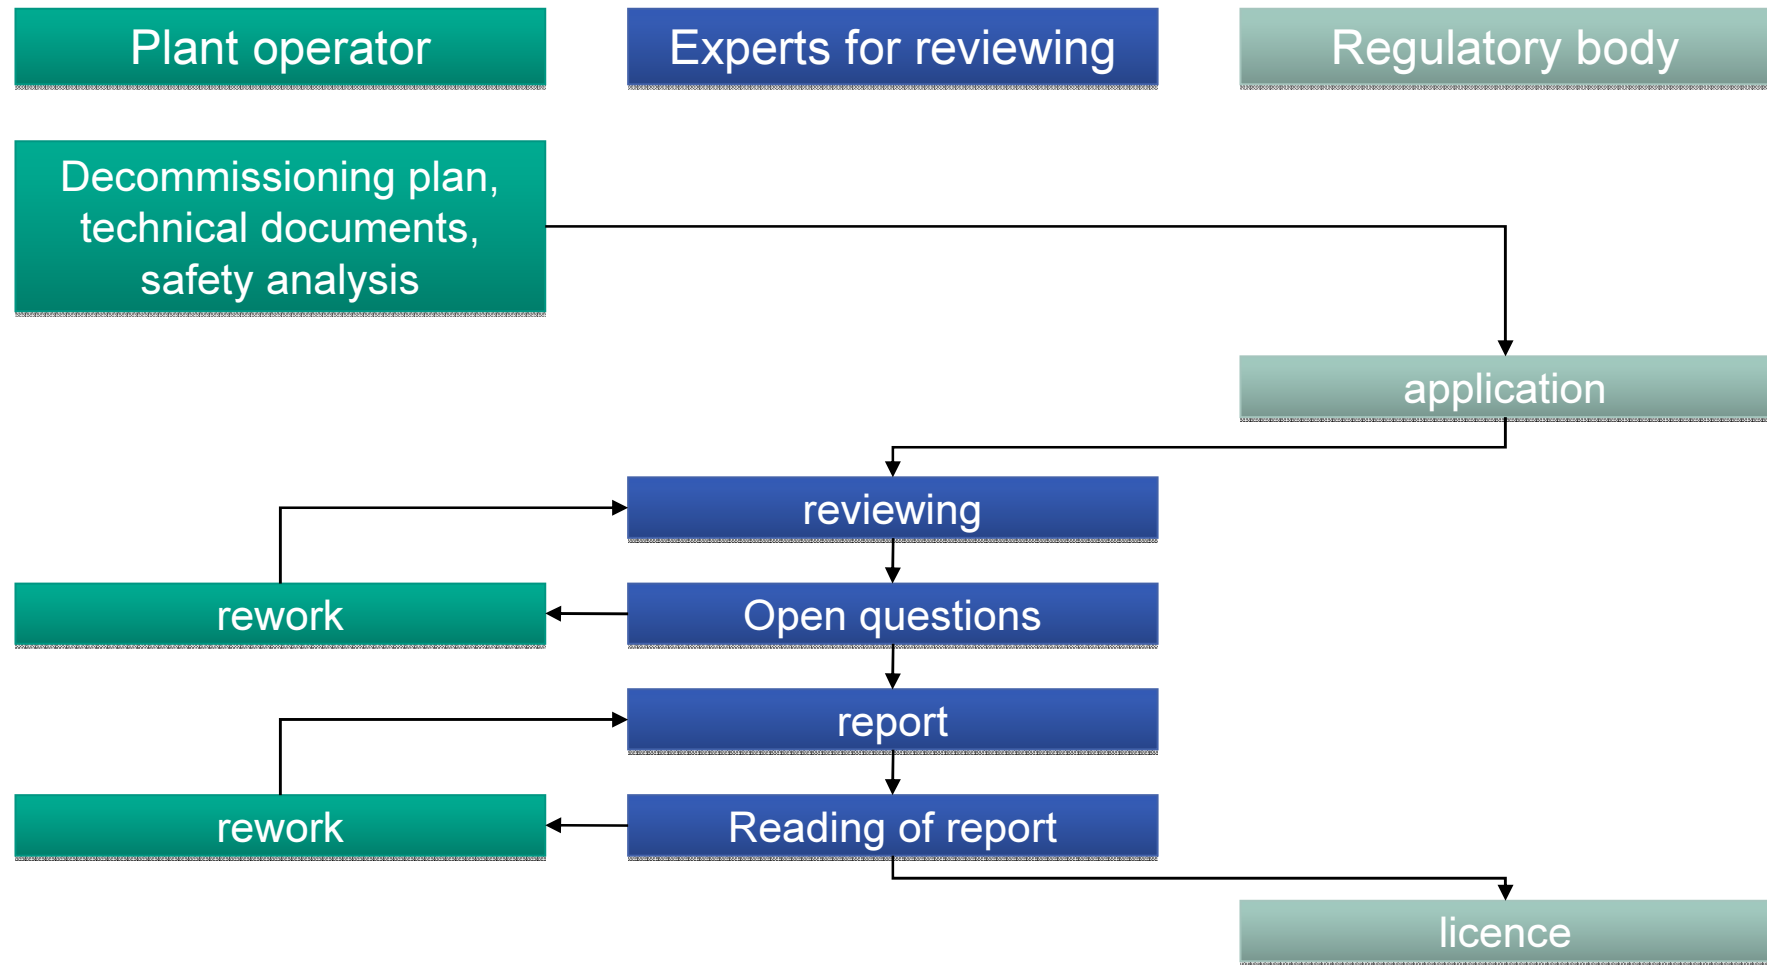 Plant operator
Experts for reviewing
Regulatory body
Decommissioning plan,
technical documents,
safety analysis
application
reviewing
rework
Open questions
report
rework
Reading of report
licence